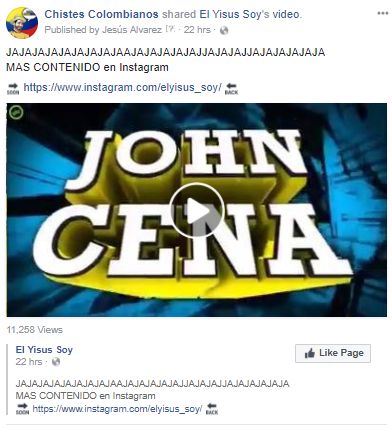 Chistes Colombianos shared El Yisus Soy's video.
Published by Jesús Alvarez [?] · 22 hrs ·
JAJAJAJAJAJAJAJAJAAJAJAJAJAJAJJAJAJAJJAJAJAJAJAJA
MAS CONTENIDO en Instagram
SOON https://www.instagram.com/elyisus_soy/ BACK
JOHN
CENA
11,258 Views
El Yisus Soy
22 hrs ·
Like Page
JAJAJAJAJAJAJAJAJAAJAJAJAJAJAJJAJAJAJJAJAJAJAJAJA
MAS CONTENIDO en Instagram
SOON https://www.instagram.com/elyisus_soy/ BACK